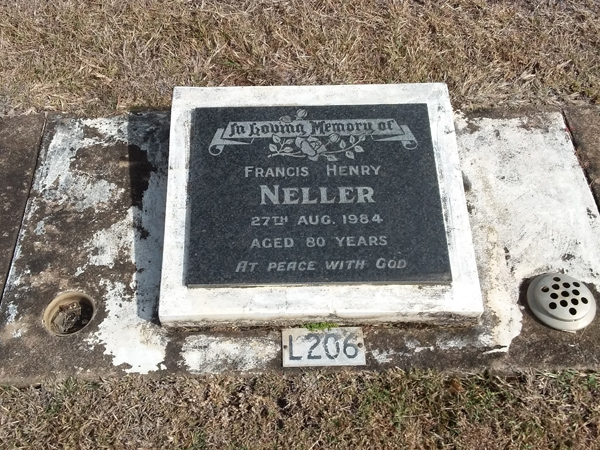 In Loving Memory of
FRANCIS HENRY
NELLER
27TH AUG. 1984
AGED 80 YEARS
AT PEACE WITH GOD
L206